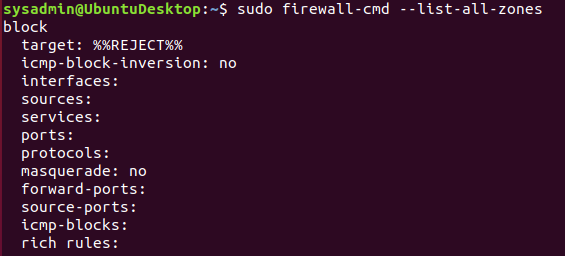 sysadmin@UbuntuDesktop:~$ sudo firewall-cmd --list-all-zones
block
  target: %%REJECT%%
  icmp-block-inversion: no
  interfaces:
  sources:
  services:
  ports:
  protocols:
  masquerade: no
  forward-ports:
  source-ports:
  icmp-blocks:
  rich rules: